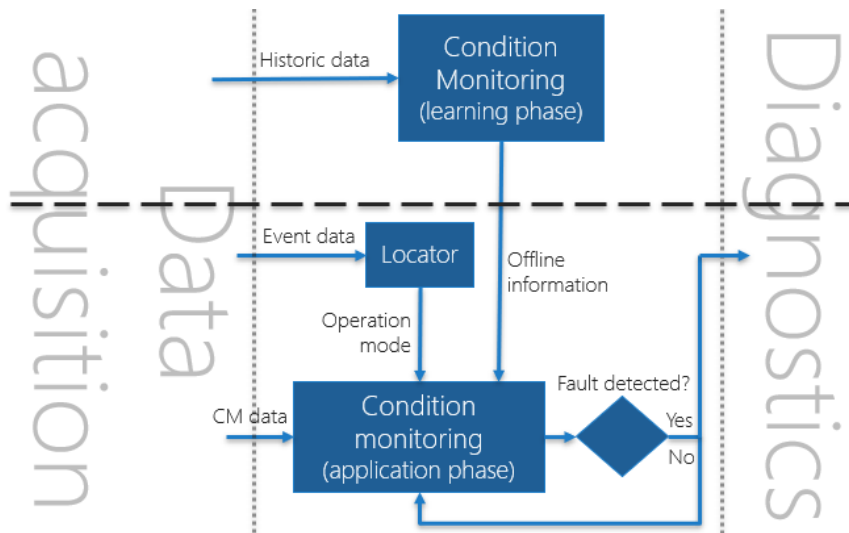 Data
acquisition
Historic data
Condition
Monitoring
(learning phase)
Event data
Locator
Offline
information
Operation
mode
CM data
Condition
monitoring
(application phase)
Fault detected?
Yes
No
Diagnostics